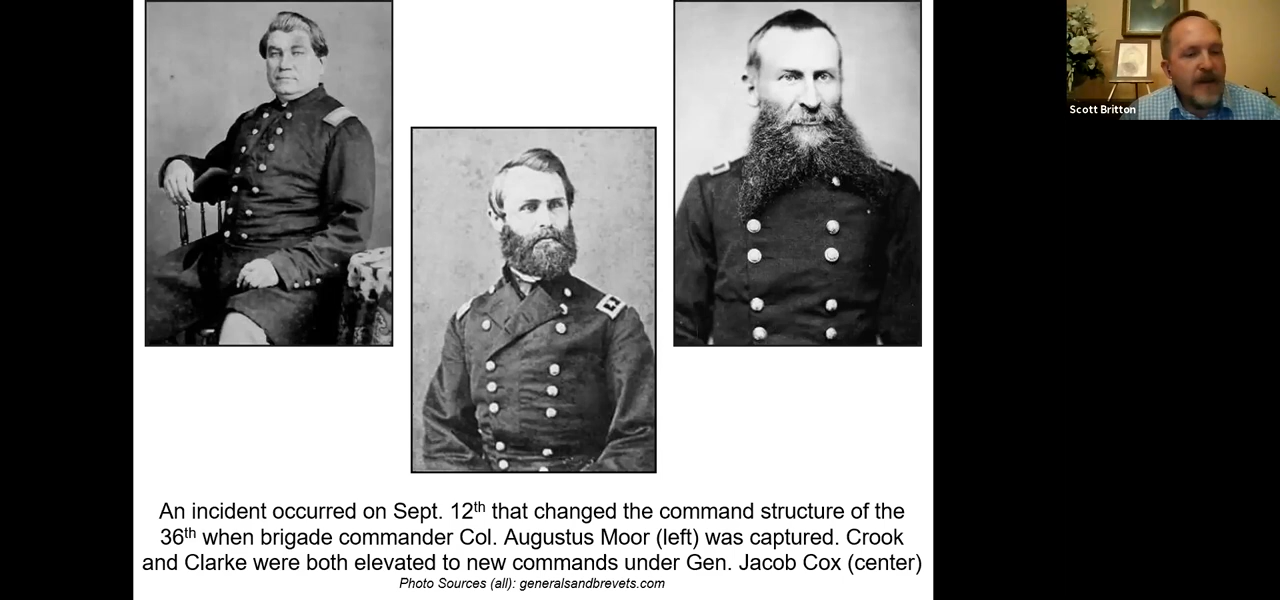 Scott Britton
An incident occurred on Sept. 12th that changed the command structure of the
36th when brigade commander Col. Augustus Moor (left) was captured. Crook
and Clarke were both elevated to new commands under Gen. Jacob Cox (center)
Photo Sources (all): generalsandbrevets.com